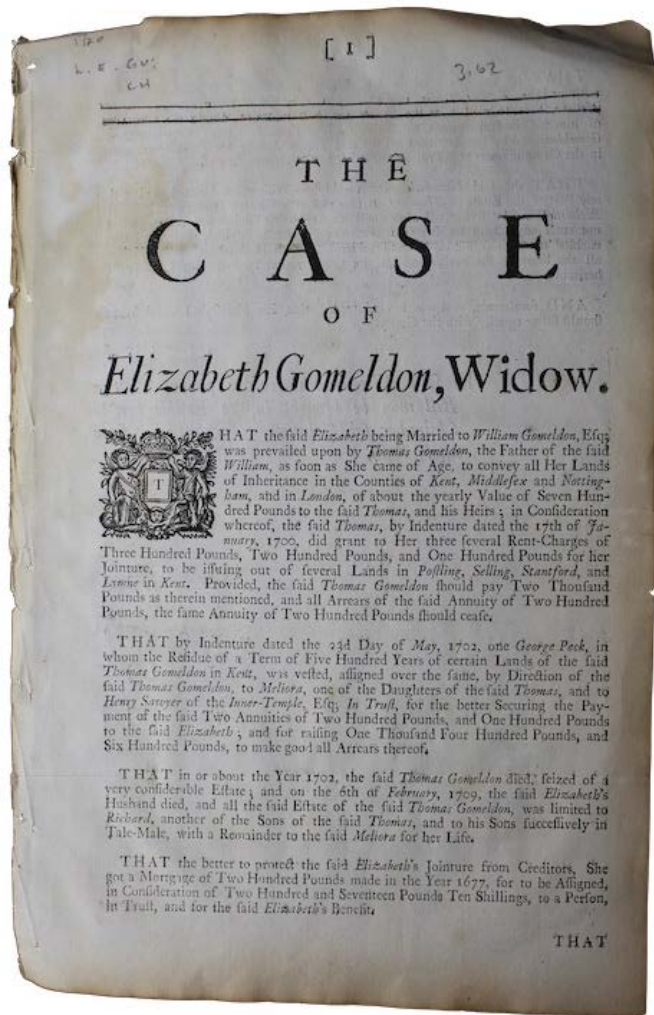 [ 1 ]
3.62
THE
CASE
OF
Elizabeth Gomeldon, Widow.
THAT the said Elizabeth being Married to William Gomeldon, Esq;
was prevailed upon by Thomas Gomeldon, the Father of the said
William, as soon as She came of Age, to convey all Her Lands
of Inheritance in the Counties of Kent, Middlesex and Notting-
ham, and in London, of about the yearly Value of Seven Hun-
dred Pounds to the said Thomas, and his Heirs; in Consideration
whereof, the said Thomas, by Indenture dated the 17th of Ja-
nuary, 1700, did grant to Her three several Rent-Charges of
Three Hundred Pounds, Two Hundred Pounds, and One Hundred Pounds for her
Jointure, to be issuing out of several Lands in Postling, Selling, Stantford, and
Lymne in Kent. Provided, the said Thomas Gomeldon should pay Two Thousand
Pounds as therein mentioned, and all Arrears of the said Annuity of Two Hundred
Pounds, the same Annuity of Two Hundred Pounds should cease.
THAT by Indenture dated the 23d Day of May, 1702, one George Peck, in
whom the Residue of a Term of Five Hundred Years of certain Lands of the said
Thomas Gomeldon in Kent, was vested, assigned over the same, by Direction of the
said Thomas Gomeldon, to Meliora, one of the Daughters of the said Thomas, and to
Henry Sawyer of the Inner-Temple, Esq; In Trust, for the better Securing the Pay-
ment of the said Two Annuities of Two Hundred Pounds, and One Hundred Pounds
to the said Elizabeth; and for raising One Thousand Four Hundred Pounds, and
Six Hundred Pounds, to make good all Arrears thereof.
THAT in or about the Year 1702, the said Thomas Gomeldon died, seized of a
very considerable Estate; and on the 6th of February, 1709, the said Elizabeth's
Husband died, and all the said Estate of the said Thomas Gomeldon, was limited to
Richard, another of the Sons of the said Thomas, and to his Sons successively in
Tale-Male, with a Remainder to the said Meliora for her Life.
THAT the better to protect the said Elizabeth's Jointure from Creditors, She
got a Mortgage of Two Hundred Pounds made in the Year 1677, for to be Assigned,
in Consideration of Two Hundred and Seventeen Pounds Ten Shillings, to a Person,
In Trust, and for the said Elizabeth's Benefit.
THAT